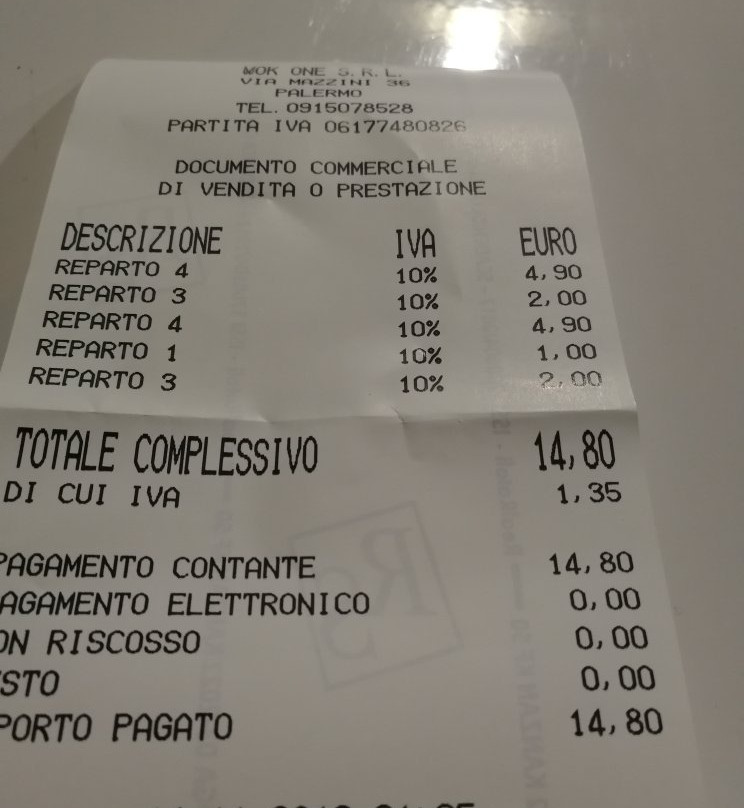 WOK ONE S.R.L.
VIA MAZZINI 36
PALERMO
TEL. 0915078528
PARTITA IVA 06177480826
DOCUMENTO COMMERCIALE
DI VENDITA O PRESTAZIONE
DESCRIZIONE IVA EURO
REPARTO 4 10% 4,90
REPARTO 3 10% 2,00
REPARTO 4 10% 4,90
REPARTO 1 10% 1,00
REPARTO 3 10% 2,00
TOTALE COMPLESSIVO 14,80
DI CUI IVA 1,35
PAGAMENTO CONTANTE 14,80
AGAMENTO ELETTRONICO 0,00
ON RISCOSSO 0,00
STO 0,00
PORTO PAGATO 14,80